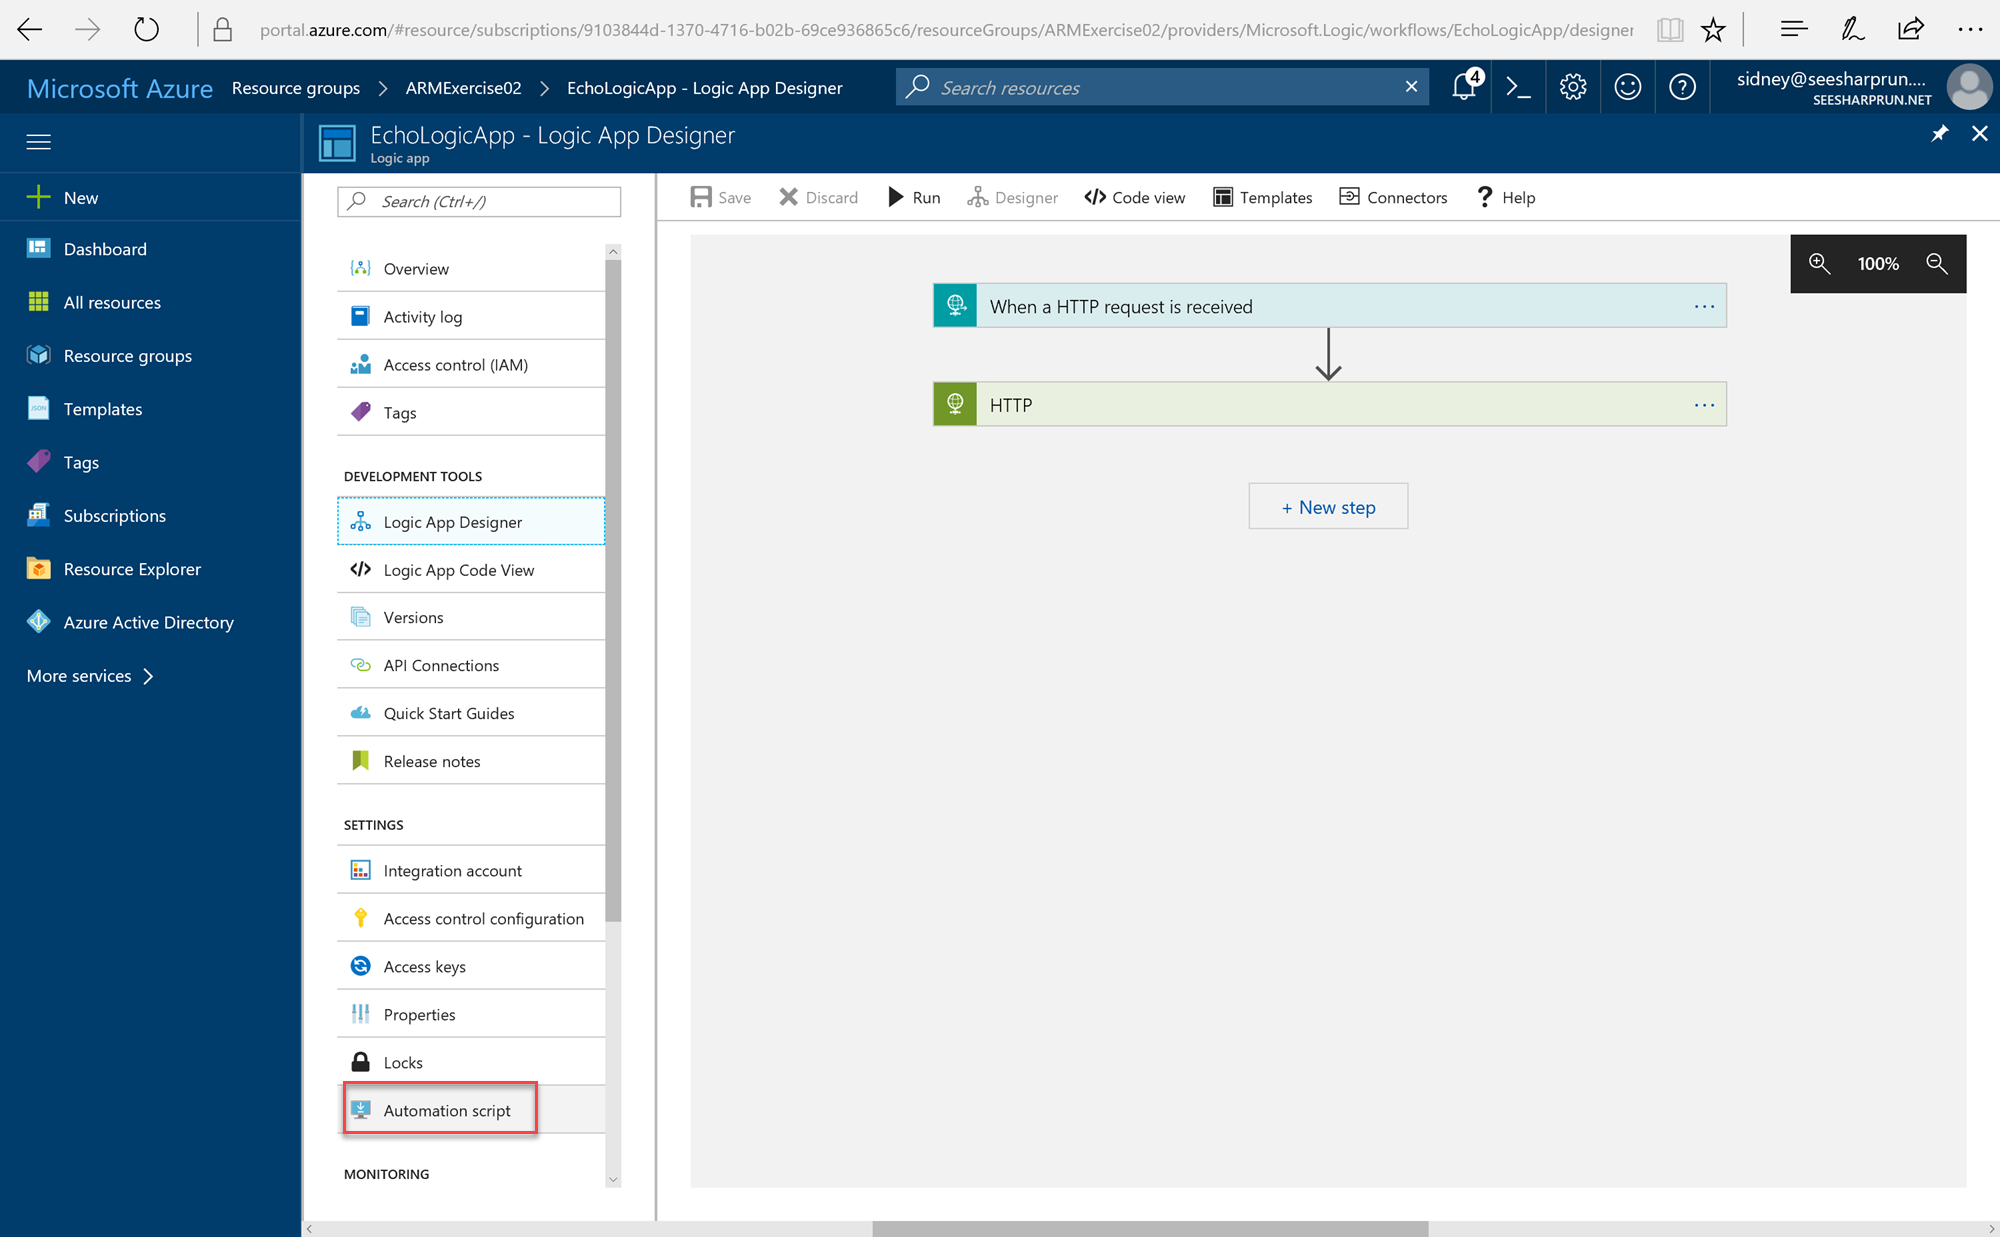 portal.azure.com/#resource/subscriptions/9103844d-1370-4716-b02b-69ce936865c6/resourceGroups/ARMExercise02/providers/Microsoft.Logic/workflows/EchoLogicApp/designer
Microsoft Azure
Resource groups
ARMExercise02
EchoLogicApp - Logic App Designer
Search resources
4
sidney@seesharprun....
SEESHARPRUN.NET
EchoLogicApp - Logic App Designer
Logic app
New
Dashboard
All resources
Resource groups
Templates
Tags
Subscriptions
Resource Explorer
Azure Active Directory
More services
Search (Ctrl+/)
Overview
Activity log
Access control (IAM)
Tags
DEVELOPMENT TOOLS
Logic App Designer
Logic App Code View
Versions
API Connections
Quick Start Guides
Release notes
SETTINGS
Integration account
Access control configuration
Access keys
Properties
Locks
Automation script
MONITORING
Save
Discard
Run
Designer
Code view
Templates
Connectors
Help
100%
When a HTTP request is received
HTTP
+ New step